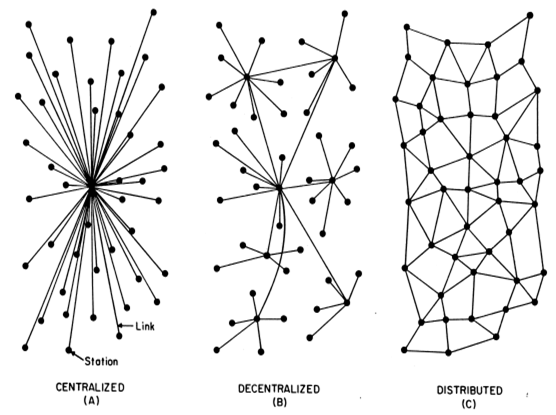 Link
Station
CENTRALIZED
(A)
DECENTRALIZED
(B)
DISTRIBUTED
(C)